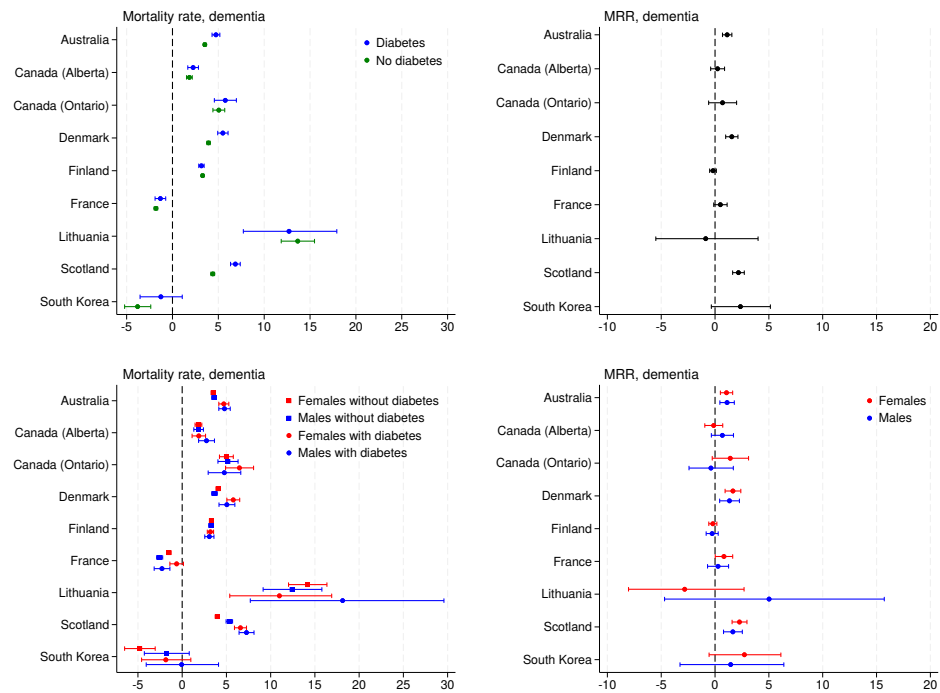 Mortality rate, dementia
Australia
Canada (Alberta)
Canada (Ontario)
Denmark
Finland
France
Lithuania
Scotland
South Korea
Diabetes
No diabetes
-5 0 5 10 15 20 25 30
MRR, dementia
Australia
Canada (Alberta)
Canada (Ontario)
Denmark
Finland
France
Lithuania
Scotland
South Korea
-10 -5 0 5 10 15 20
Mortality rate, dementia
Australia
Canada (Alberta)
Canada (Ontario)
Denmark
Finland
France
Lithuania
Scotland
South Korea
Females without diabetes
Males without diabetes
Females with diabetes
Males with diabetes
-5 0 5 10 15 20 25 30
MRR, dementia
Australia
Canada (Alberta)
Canada (Ontario)
Denmark
Finland
France
Lithuania
Scotland
South Korea
Females
Males
-10 -5 0 5 10 15 20